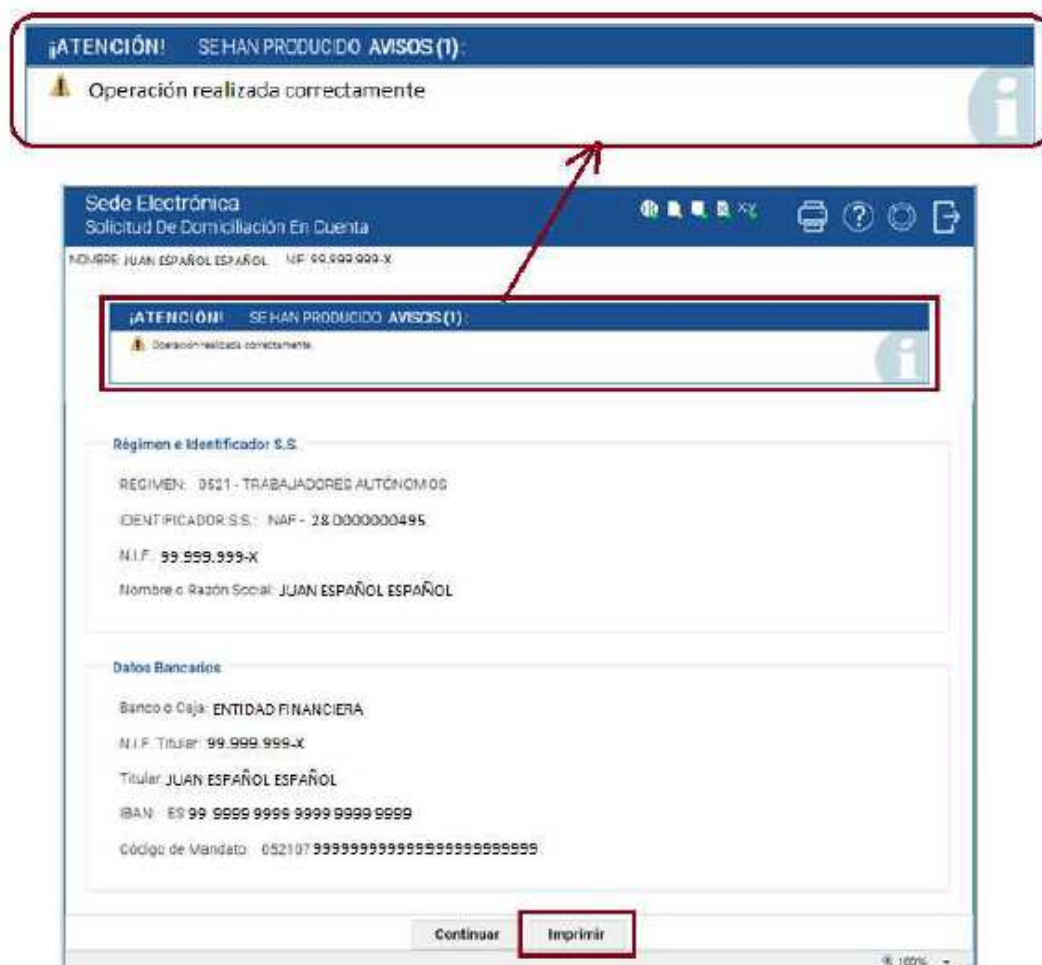 ¡ATENCIÓN! SE HAN PRODUCIDO AVISOS (1):
Operación realizada correctamente
Sede Electrónica
Solicitud De Domiciliación En Cuenta
NOMBRE: JUAN ESPAÑOL ESPAÑOL NIF: 99.999.999-X
¡ATENCIÓN! SE HAN PRODUCIDO AVISOS (1):
Operación realizada correctamente.
Régimen e Identificador S.S.
REGIMEN: 0521 - TRABAJADORES AUTÓNOMOS
IDENTIFICADOR S.S.: NAF - 28 0000000495
N.I.F.: 99.999.999-X
Nombre o Razón Social: JUAN ESPAÑOL ESPAÑOL
Datos Bancarios
Banco o Caja: ENTIDAD FINANCIERA
N.I.F. Titular: 99.999.999-X
Titular: JUAN ESPAÑOL ESPAÑOL
IBAN: ES 99 9999 9999 9999 9999 9999
Código de Mandato: 052107 99999999999999999999999
Continuar Imprimir
100%